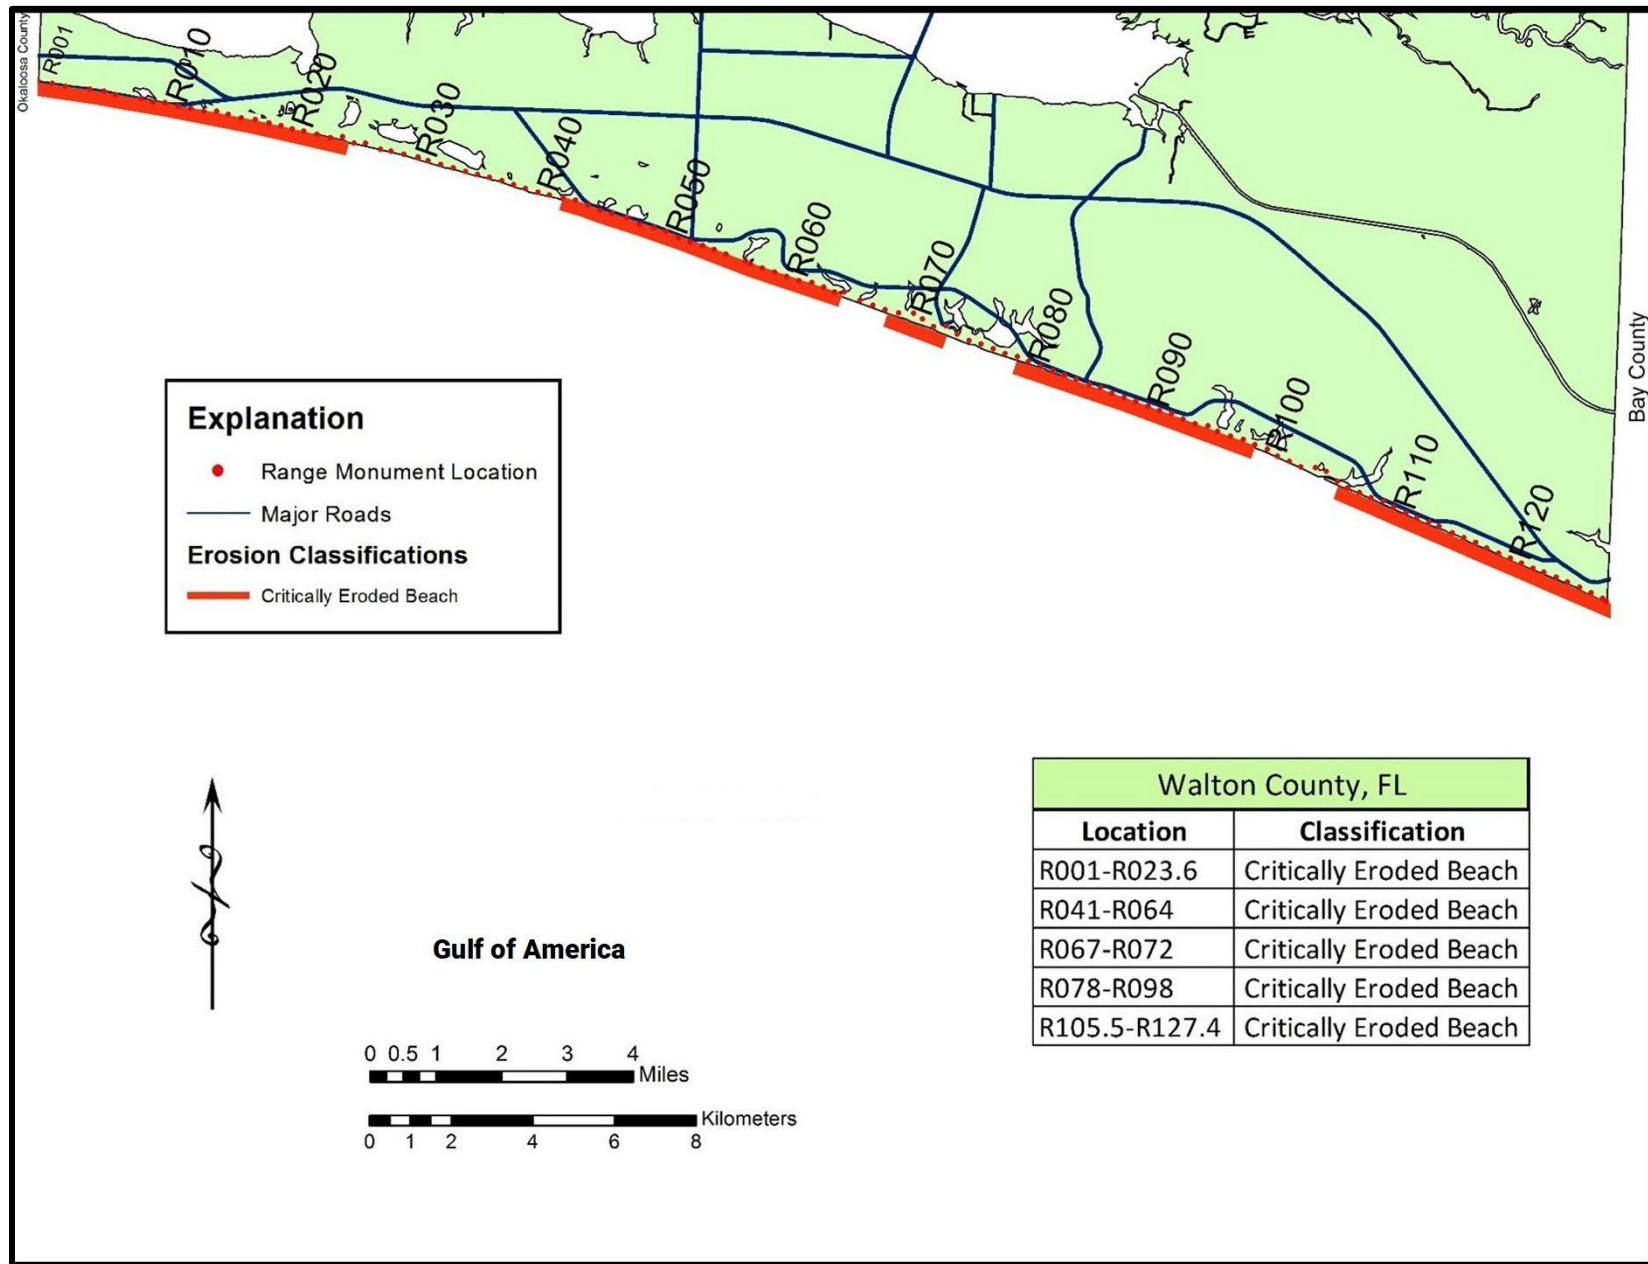 Okaloosa County
R001
R010
R020
R030
R040
R050
R060
R070
R080
R090
R100
R110
R120
Bay County
Explanation
Range Monument Location
Major Roads
Erosion Classifications
Critically Eroded Beach
Walton County, FL
Location Classification
R001-R023.6 Critically Eroded Beach
R041-R064 Critically Eroded Beach
R067-R072 Critically Eroded Beach
R078-R098 Critically Eroded Beach
R105.5-R127.4 Critically Eroded Beach
Gulf of America
0 0.5 1 2 3 4
Miles
Kilometers
0 1 2 4 6 8